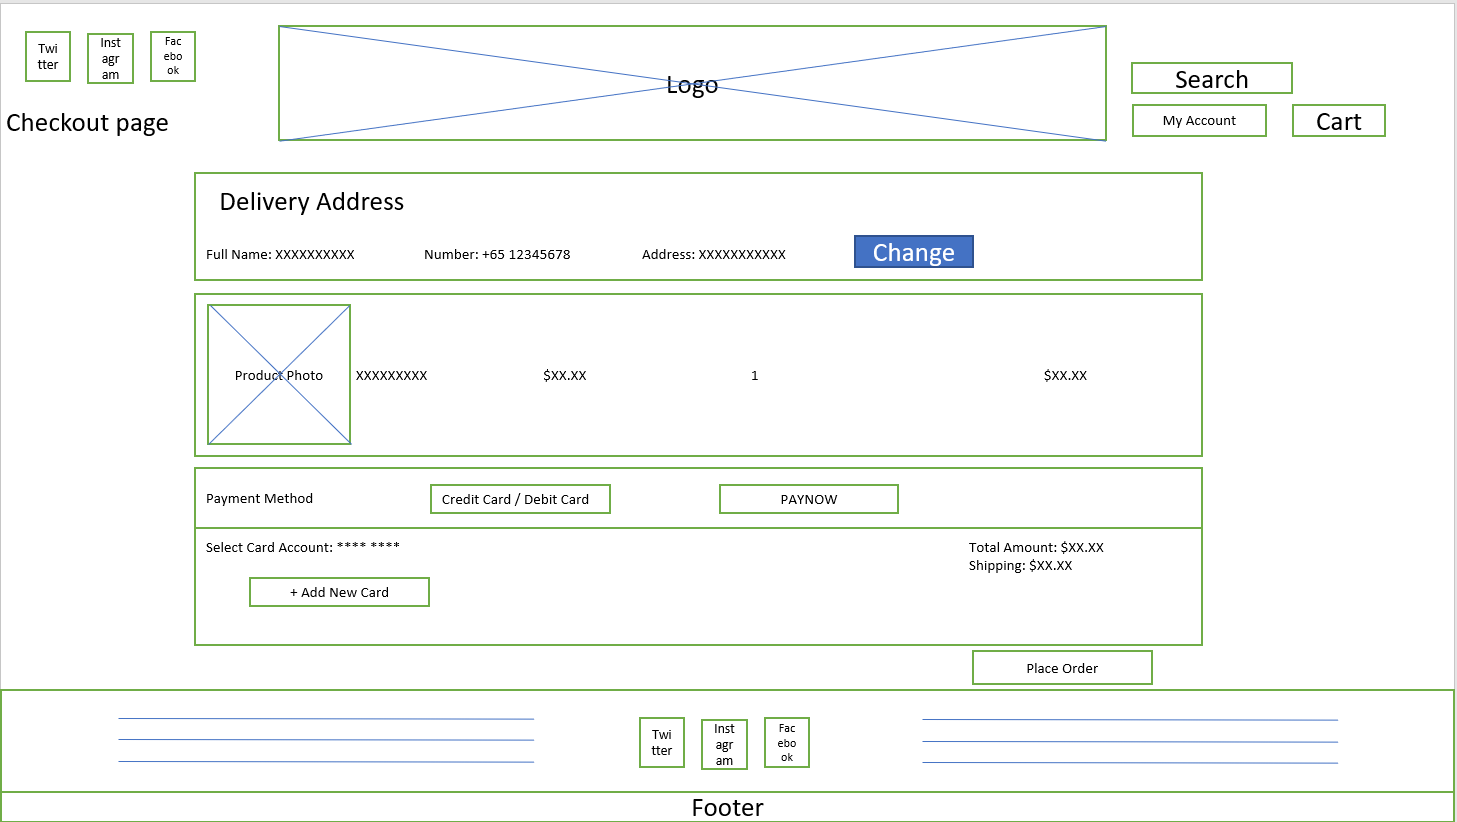 Twi
tter
Inst
agr
am
Fac
ebo
ok
Logo
Search
My Account
Cart
Checkout page
Delivery Address
Full Name: XXXXXXXXXX
Number: +65 12345678
Address: XXXXXXXXXXX
Change
Product Photo
XXXXXXXXX
$XX.XX
1
$XX.XX
Payment Method
Credit Card / Debit Card
PAYNOW
Select Card Account: **** ****
Total Amount: $XX.XX
Shipping: $XX.XX
+ Add New Card
Place Order
Twi
tter
Inst
agr
am
Fac
ebo
ok
Footer